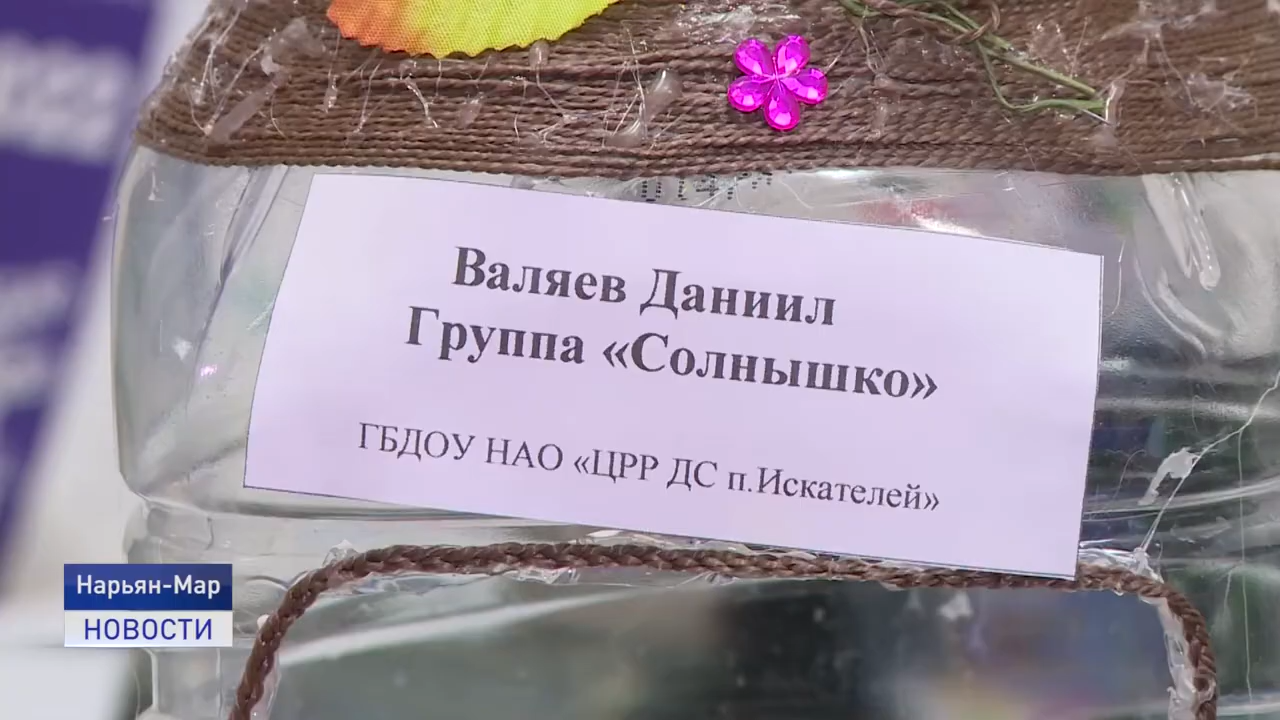 Валяев Даниил
Группа «Солнышко»
ГБДОУ НАО «ЦРР ДС п.Искателей»
Нарьян-Мар
НОВОСТИ